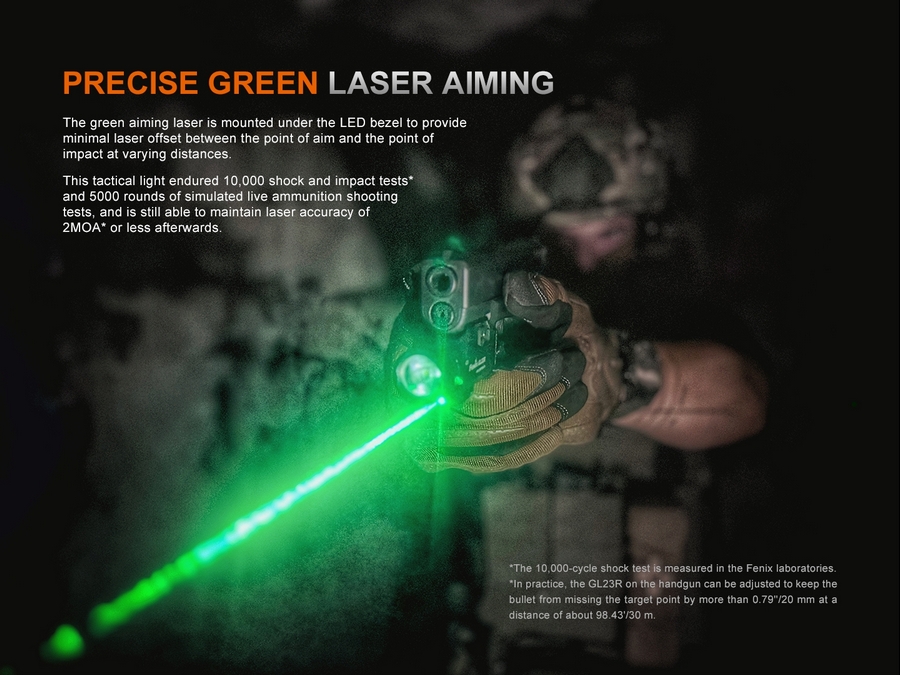 PRECISE GREEN LASER AIMING
The green aiming laser is mounted under the LED bezel to provide
minimal laser offset between the point of aim and the point of
impact at varying distances.
This tactical light endured 10,000 shock and impact tests*
and 5000 rounds of simulated live ammunition shooting
tests, and is still able to maintain laser accuracy of
2MOA* or less afterwards.
*The 10,000-cycle shock test is measured in the Fenix laboratories.
*In practice, the GL23R on the handgun can be adjusted to keep the
bullet from missing the target point by more than 0.79"/20 mm at a
distance of about 98.43'/30 m.